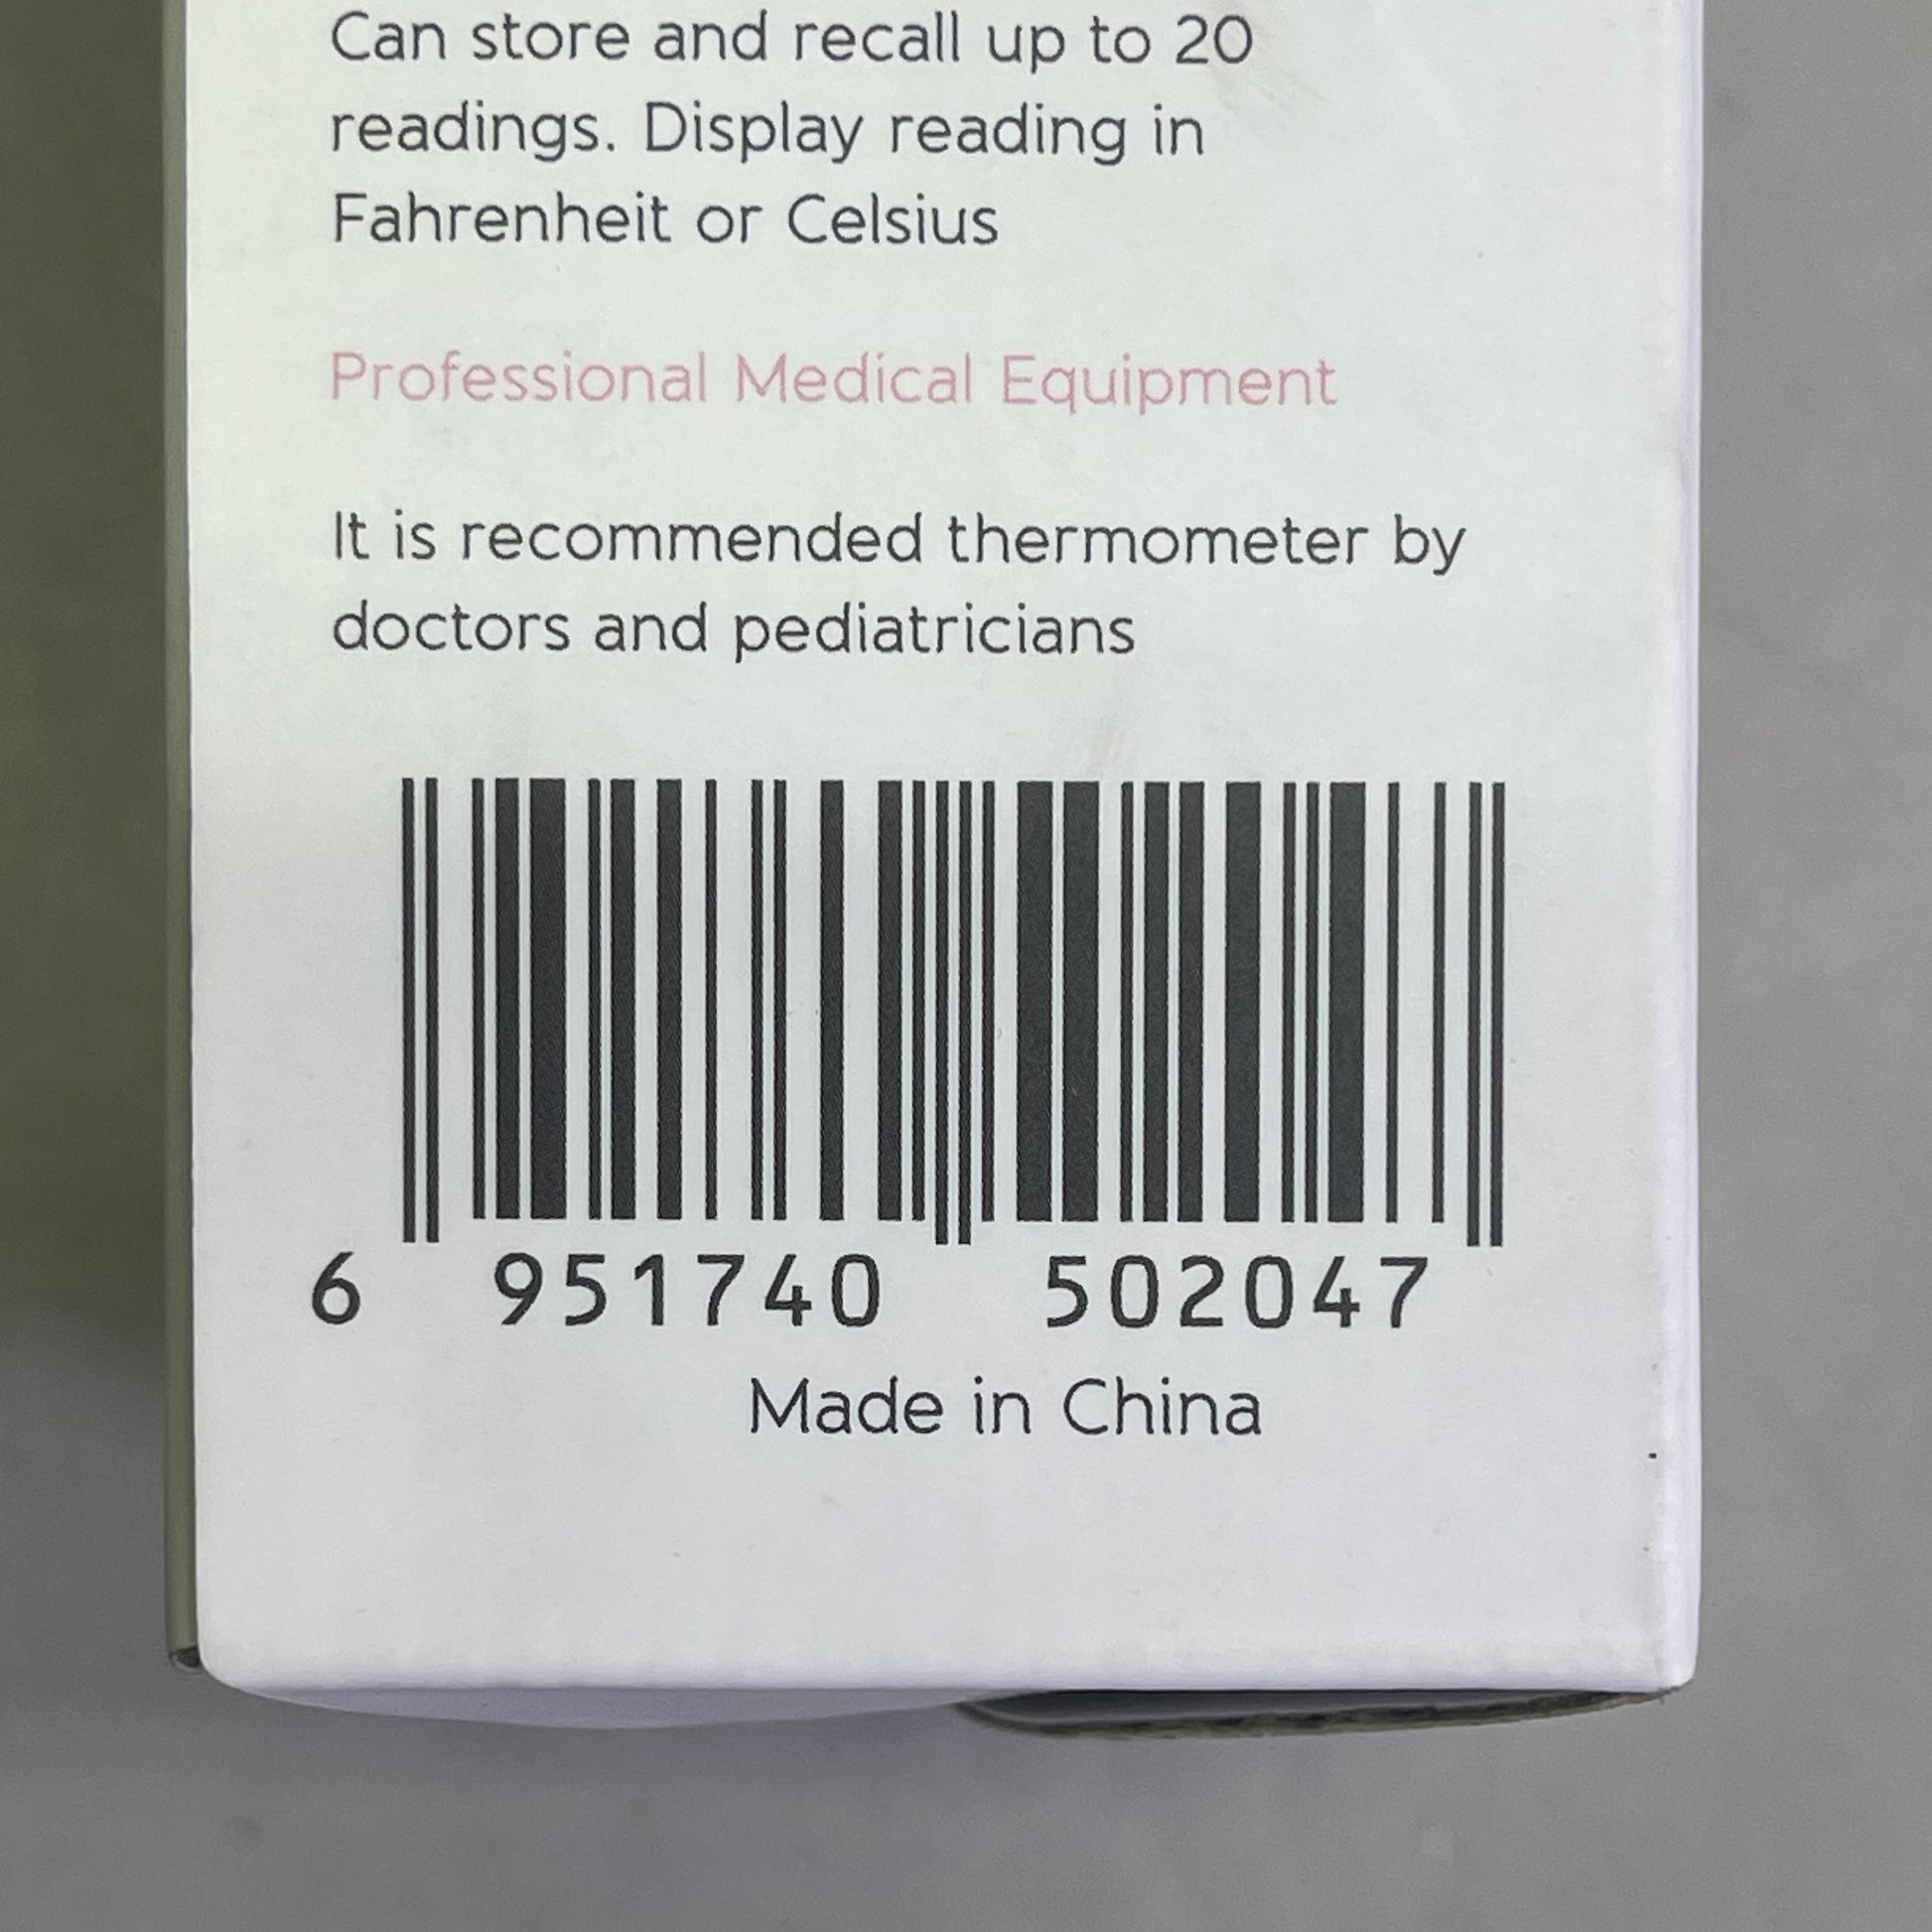 Can store and recall up to 20
readings. Display reading in
Fahrenheit or Celsius
Professional Medical Equipment
It is recommended thermometer by
doctors and pediatricians
6 951740 502047
Made in China